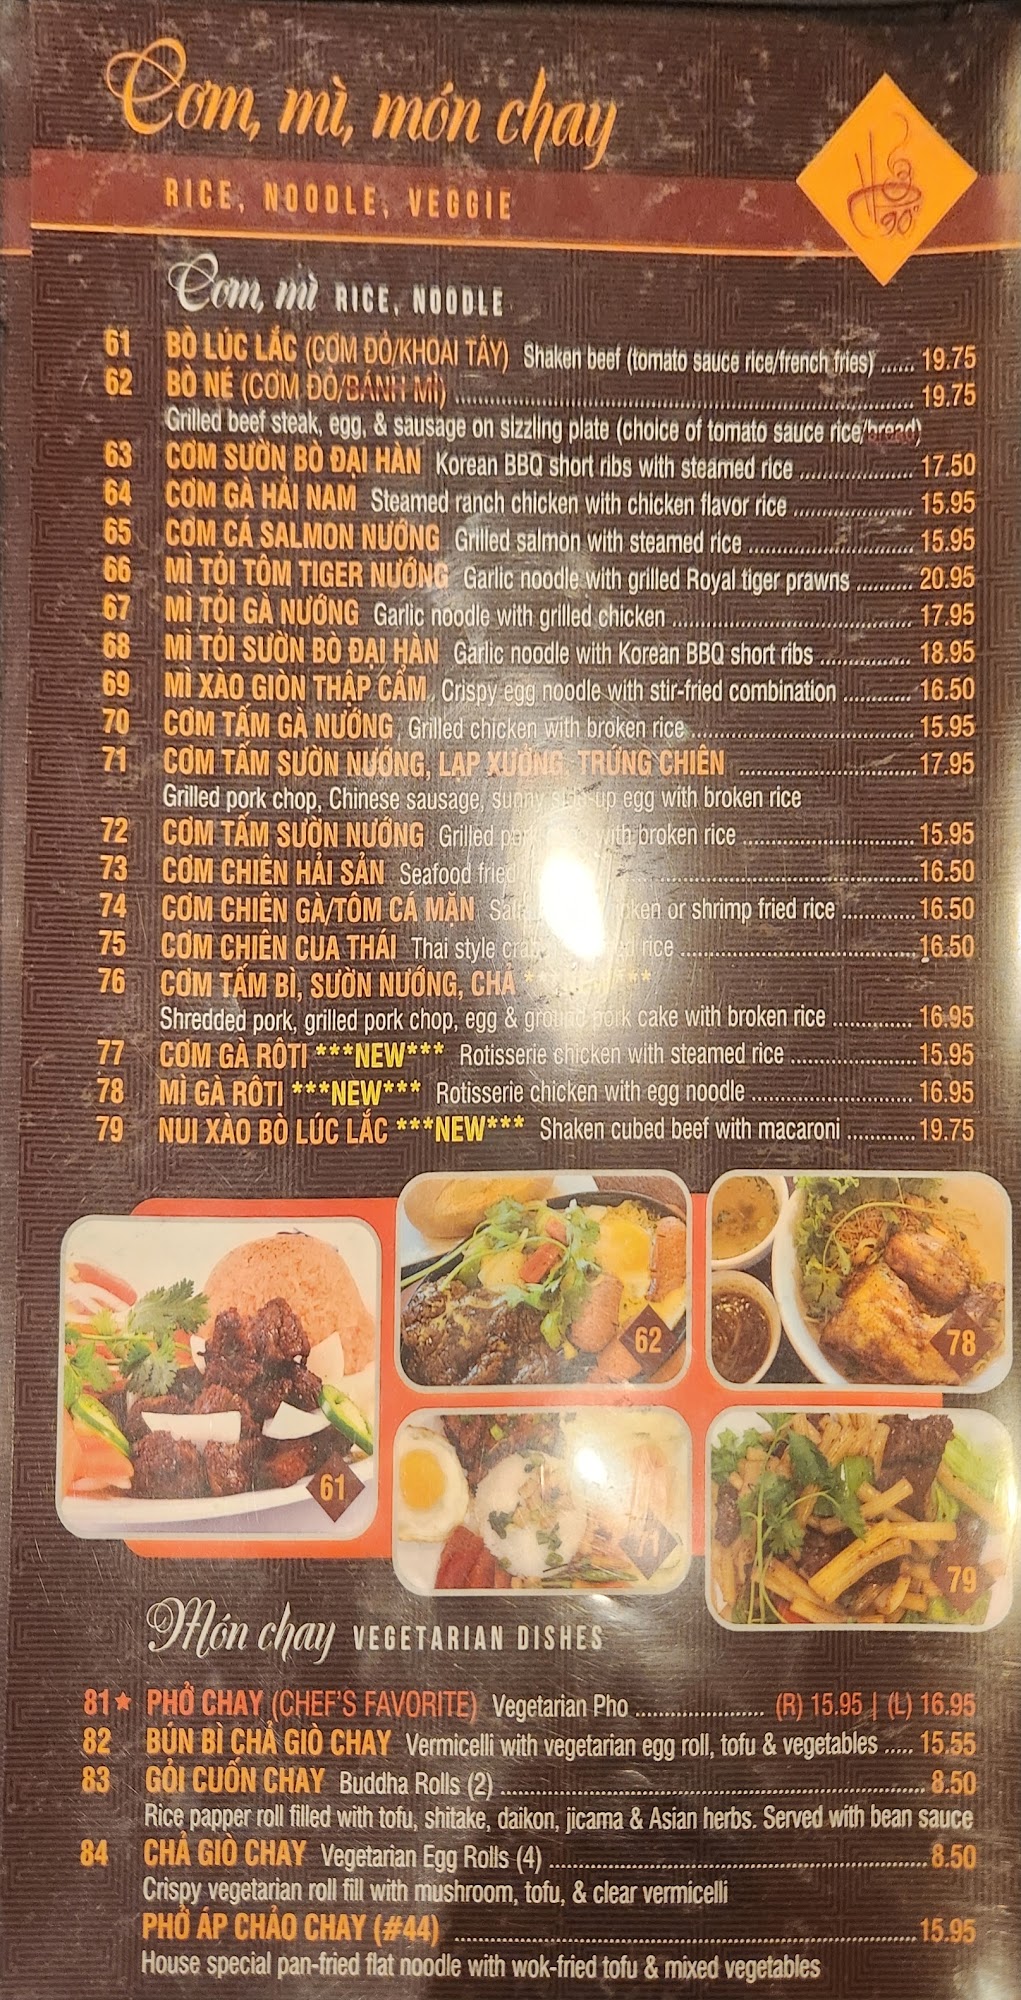 Cơm, mì, món chay
RICE, NOODLE, VEGGIE
90°
Cơm, mì RICE, NOODLE
61 BÒ LÚC LẮC (CƠM ĐỎ/KHOAI TÂY) Shaken beef (tomato sauce rice/french fries) ...... 19.75
62 BÒ NÉ (CƠM ĐỎ/BÁNH MÌ) ...... 19.75
Grilled beef steak, egg, & sausage on sizzling plate (choice of tomato sauce rice/bread)
63 CƠM SƯỜN BÒ ĐẠI HÀN Korean BBQ short ribs with steamed rice ...... 17.50
64 CƠM GÀ HẢI NAM Steamed ranch chicken with chicken flavor rice ...... 15.95
65 CƠM CÁ SALMON NƯỚNG Grilled salmon with steamed rice ...... 15.95
66 MÌ TỎI TÔM TIGER NƯỚNG Garlic noodle with grilled Royal tiger prawns ...... 20.95
67 MÌ TỎI GÀ NƯỚNG Garlic noodle with grilled chicken ...... 17.95
68 MÌ TỎI SƯỜN BÒ ĐẠI HÀN Garlic noodle with Korean BBQ short ribs ...... 18.95
69 MÌ XÀO GIÒN THẬP CẨM Crispy egg noodle with stir-fried combination ...... 16.50
70 CƠM TẤM GÀ NƯỚNG Grilled chicken with broken rice ...... 15.95
71 CƠM TẤM SƯỜN NƯỚNG, LẠP XƯỞNG, TRỨNG CHIÊN ...... 17.95
Grilled pork chop, Chinese sausage, sunny up egg with broken rice
72 CƠM TẤM SƯỜN NƯỚNG Grilled with broken rice ...... 15.95
73 CƠM CHIÊN HẢI SẢN Seafood fried ...... 16.50
74 CƠM CHIÊN GÀ/TÔM CÁ MẶN or shrimp fried rice ...... 16.50
75 CƠM CHIÊN CUA THÁI Thai style rice ...... 16.50
76 CƠM TẤM BÌ, SƯỜN NƯỚNG, CHẢ
Shredded pork, grilled pork chop, egg & ground pork cake with broken rice ...... 16.95
77 CƠM GÀ RÔTI ***NEW*** Rotisserie chicken with steamed rice ...... 15.95
78 MÌ GÀ RÔTI ***NEW*** Rotisserie chicken with egg noodle ...... 16.95
79 NUI XÀO BÒ LÚC LẮC ***NEW*** Shaken cubed beef with macaroni ...... 19.75
62
78
61
71
79
Món chay VEGETARIAN DISHES
81★ PHỞ CHAY (CHEF'S FAVORITE) Vegetarian Pho ...... (R) 15.95 | (L) 16.95
82 BÚN BÌ CHẢ GIÒ CHAY Vermicelli with vegetarian egg roll, tofu & vegetables ..... 15.55
83 GỎI CUỐN CHAY Buddha Rolls (2) ...... 8.50
Rice papper roll filled with tofu, shitake, daikon, jicama & Asian herbs. Served with bean sauce
84 CHẢ GIÒ CHAY Vegetarian Egg Rolls (4) ...... 8.50
Crispy vegetarian roll fill with mushroom, tofu, & clear vermicelli
PHỞ ÁP CHẢO CHAY (#44) ...... 15.95
House special pan-fried flat noodle with wok-fried tofu & mixed vegetables